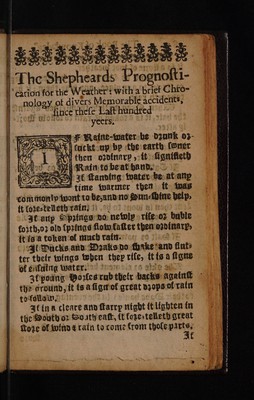 The Shepheards Prognosti-
cation for the Weather: with a brief Chro-
nology of divers Memorable accidents,
since these Last hundred
yeers.
IF Raine-water be drunk or
suckt up by the earth sooner
then ordinary, it signifieth
Rain to be at hand.
If standing water be at any
time warmer then it was
commonly wont to be, and no Sun-shine help,
it fore-telleth rain.
If any Springs do newly rise or buble
forth, or old springs flow faster then ordinary,
it is a token of much rain.
If Ducks and Drakes do shake and flut-
ter their wings when they rise, it is a signe
of ensuing water.
If young Horses rub their backs against
the ground, it is a sign of great drops of rain
to follow.
If in a cleare and starry night it lighten in
the South or South east, it fore-telleth great
store of wind & rain to come from those parts.
If